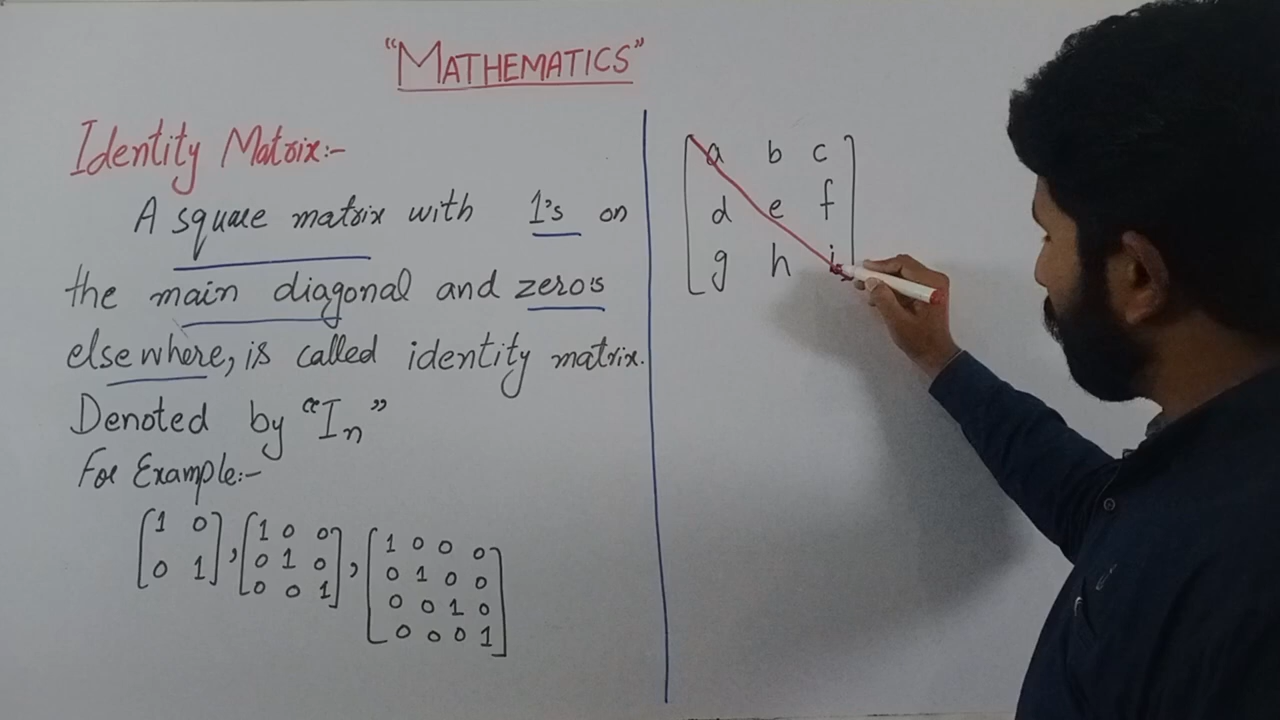 “MATHEMATICS”
Identity Matrix:-
A square matrix with 1's on
the main diagonal and zeros
elsewhere, is called identity matrix.
Denoted by “In”
For Example:-
[1 0
0 1], [1 0 0
0 1 0
0 0 1], [1 0 0 0
0 1 0 0
0 0 1 0
0 0 0 1]
[a b c
d e f
g h i]